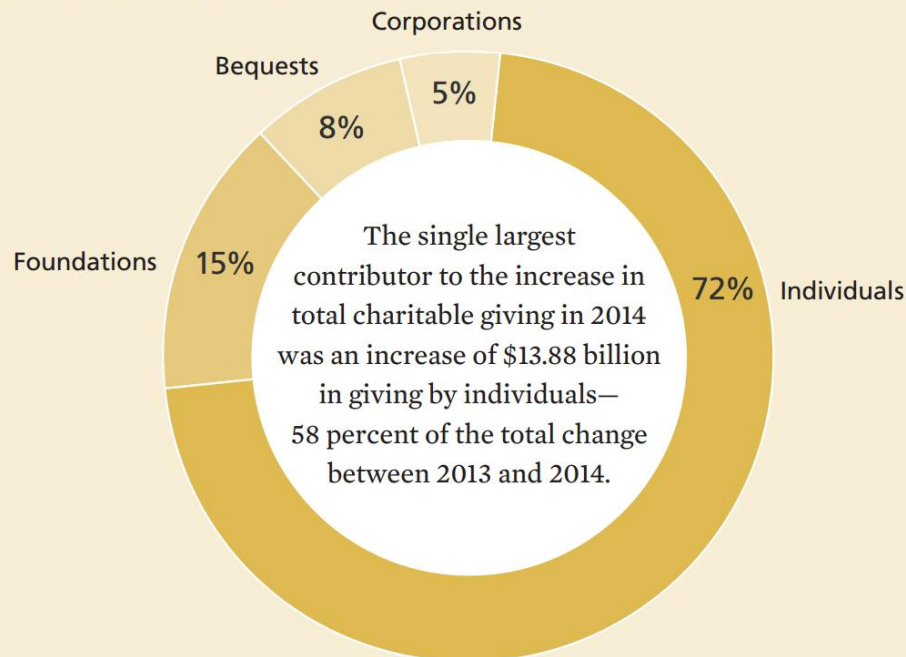 Corporations
Bequests
5%
8%
Foundations
15%
72%
Individuals
The single largest
contributor to the increase in
total charitable giving in 2014
was an increase of $13.88 billion
in giving by individuals—
58 percent of the total change
between 2013 and 2014.